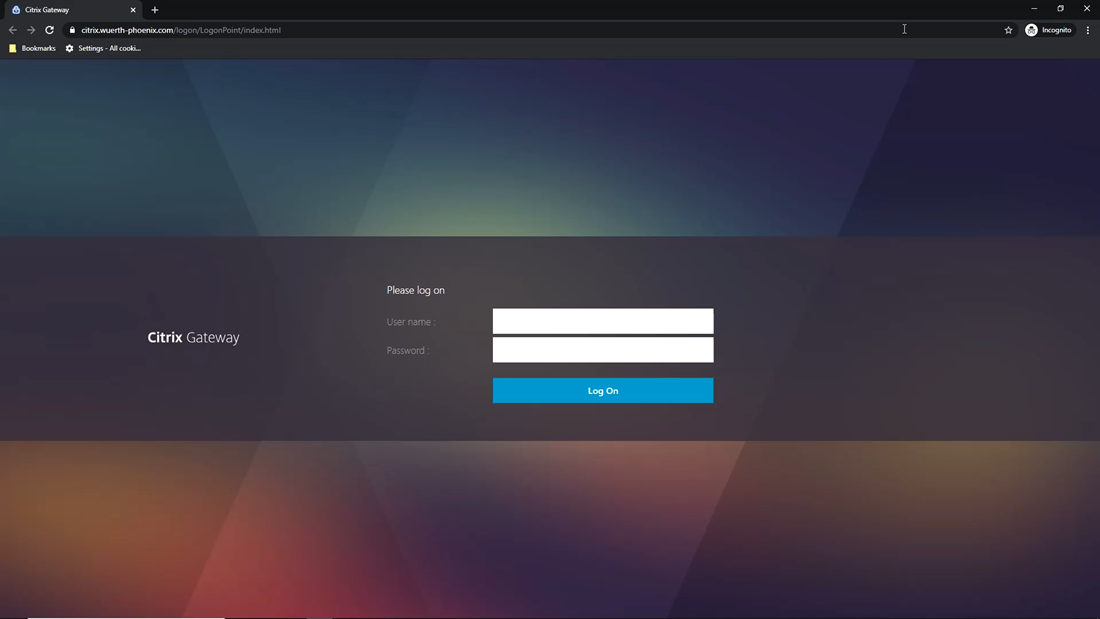 Citrix Gateway
citrix.wuerth-phoenix.com/logon/LogonPoint/index.html
Incognito
Bookmarks
Settings - All cooki...
Please log on
User name :
Citrix Gateway
Password :
Log On